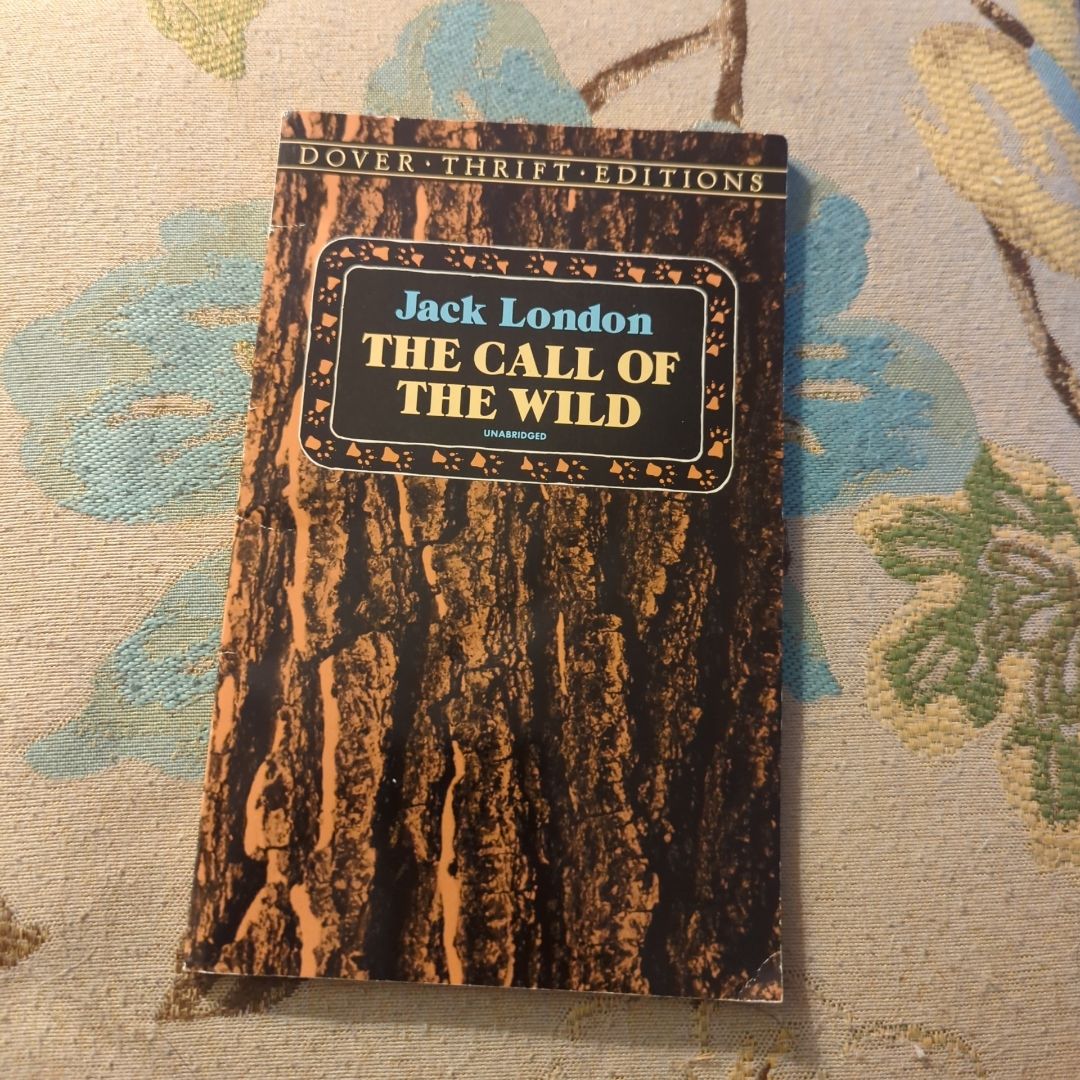 DOVER · THRIFT · EDITIONS
Jack London
THE CALL OF
THE WILD
UNABRIDGED